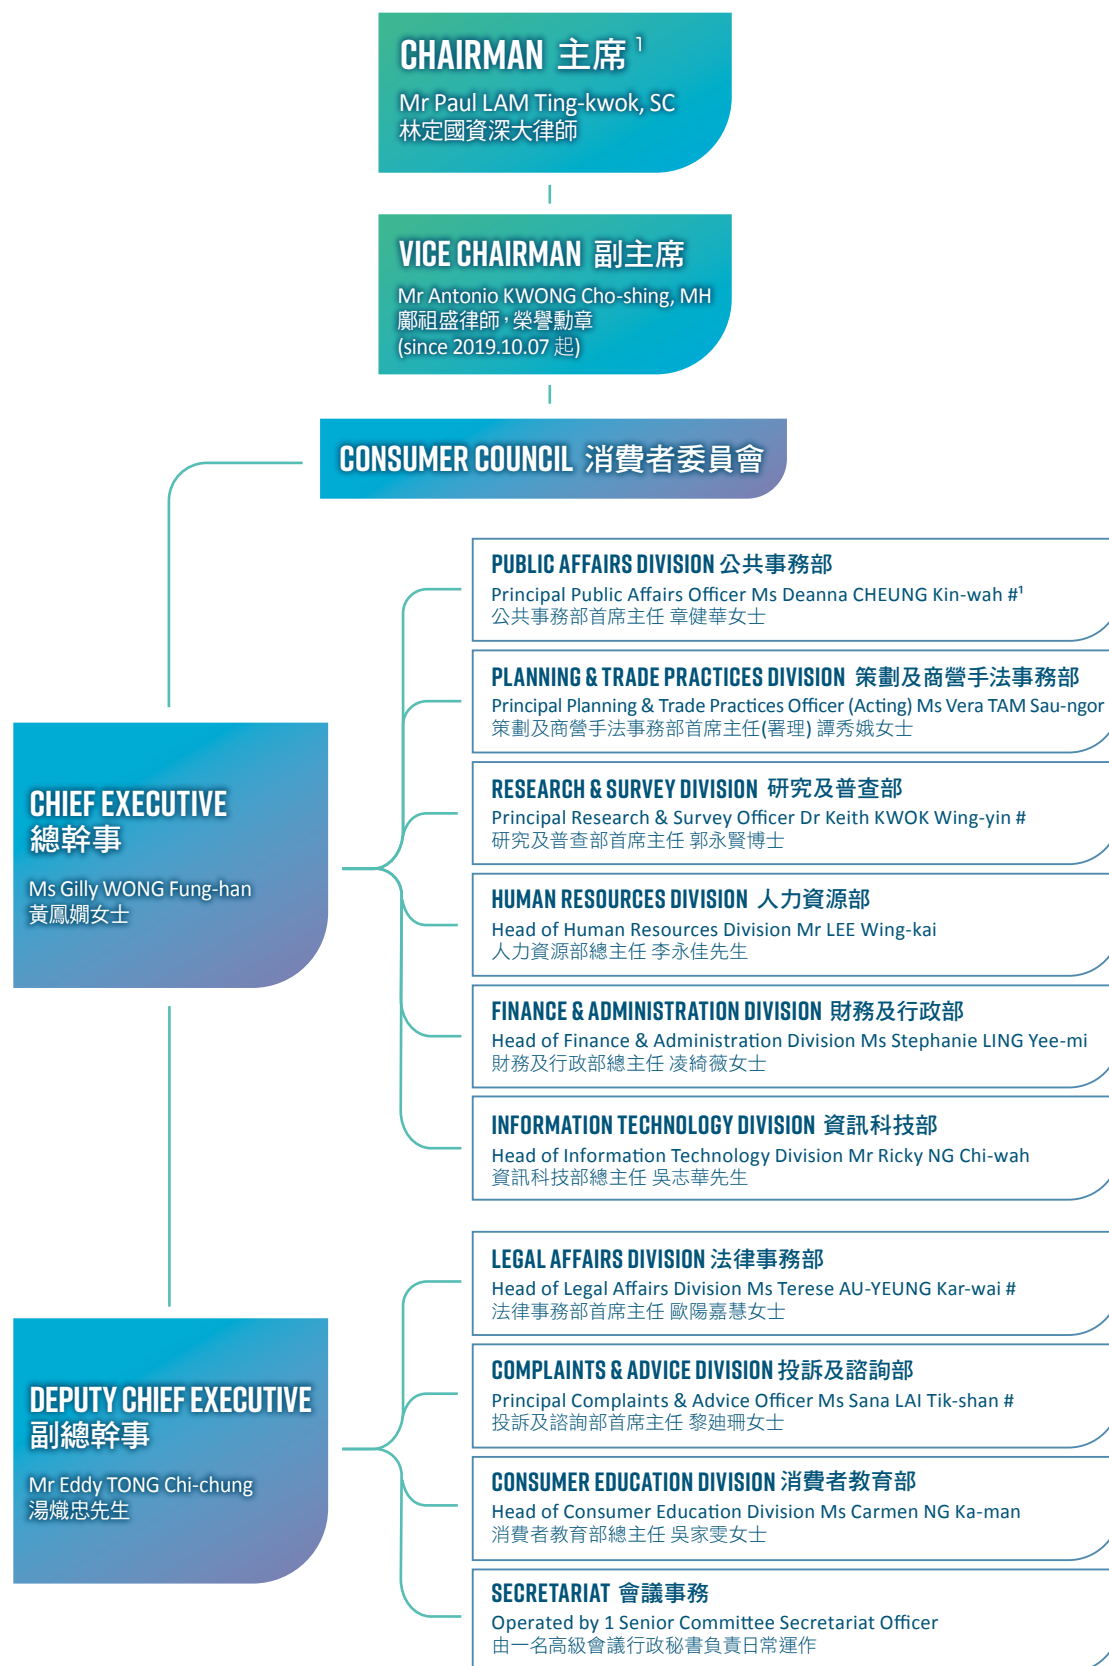 CHAIRMAN 主席 1
Mr Paul LAM Ting-kwok, SC
林定國資深大律師
VICE CHAIRMAN 副主席
Mr Antonio KWONG Cho-shing, MH
鄺祖盛律師，榮譽勳章
(since 2019.10.07 起)
CONSUMER COUNCIL 消費者委員會
CHIEF EXECUTIVE
總幹事
Ms Gilly WONG Fung-han
黃鳳嫺女士
PUBLIC AFFAIRS DIVISION 公共事務部
Principal Public Affairs Officer Ms Deanna CHEUNG Kin-wah #1
公共事務部首席主任 章健華女士
PLANNING & TRADE PRACTICES DIVISION 策劃及商營手法事務部
Principal Planning & Trade Practices Officer (Acting) Ms Vera TAM Sau-ngor
策劃及商營手法事務部首席主任(署理) 譚秀娥女士
RESEARCH & SURVEY DIVISION 研究及普查部
Principal Research & Survey Officer Dr Keith KWOK Wing-yin #
研究及普查部首席主任 郭永賢博士
HUMAN RESOURCES DIVISION 人力資源部
Head of Human Resources Division Mr LEE Wing-kai
人力資源部總主任 李永佳先生
FINANCE & ADMINISTRATION DIVISION 財務及行政部
Head of Finance & Administration Division Ms Stephanie LING Yee-mi
財務及行政部總主任 凌綺薇女士
INFORMATION TECHNOLOGY DIVISION 資訊科技部
Head of Information Technology Division Mr Ricky NG Chi-wah
資訊科技部總主任 吳志華先生
DEPUTY CHIEF EXECUTIVE
副總幹事
Mr Eddy TONG Chi-chung
湯熾忠先生
LEGAL AFFAIRS DIVISION 法律事務部
Head of Legal Affairs Division Ms Terese AU-YEUNG Kar-wai #
法律事務部首席主任 歐陽嘉慧女士
COMPLAINTS & ADVICE DIVISION 投訴及諮詢部
Principal Complaints & Advice Officer Ms Sana LAI Tik-shan #
投訴及諮詢部首席主任 黎廸珊女士
CONSUMER EDUCATION DIVISION 消費者教育部
Head of Consumer Education Division Ms Carmen NG Ka-man
消費者教育部總主任 吳家雯女士
SECRETARIAT 會議事務
Operated by 1 Senior Committee Secretariat Officer
由一名高級會議行政秘書負責日常運作